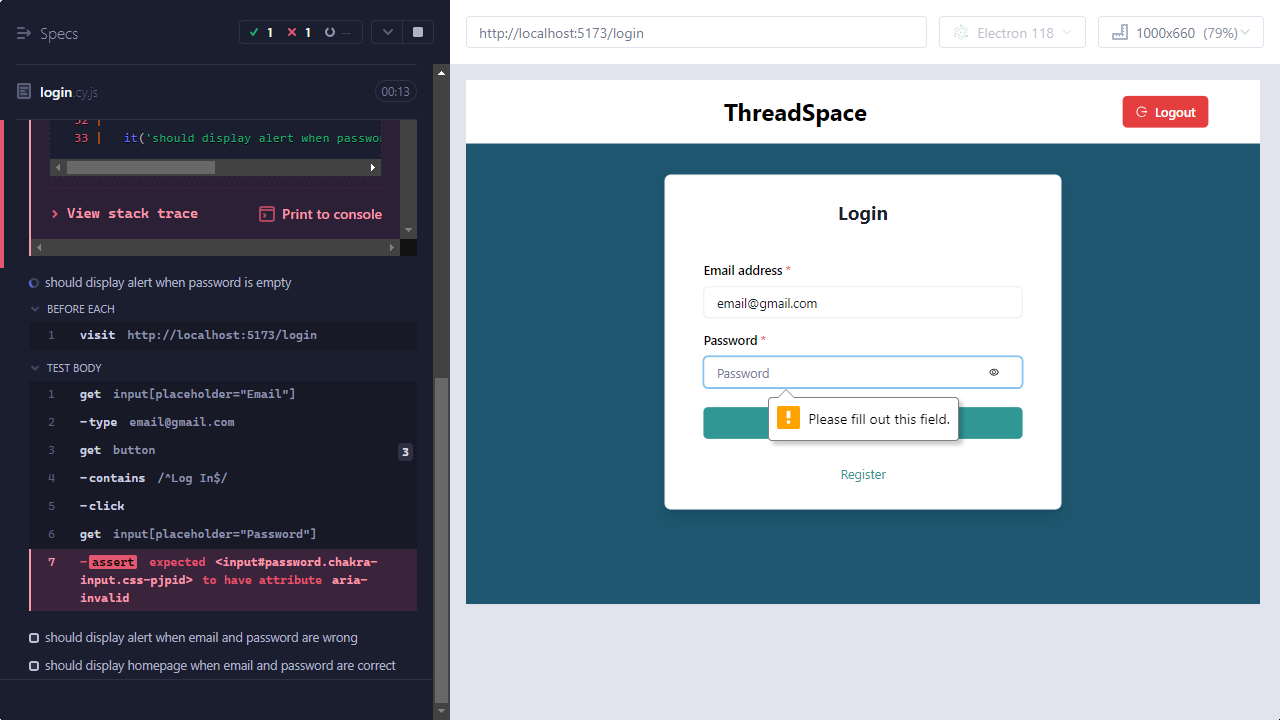 Specs
1 1 --
login.cy.js 00:13
33 | it('should display alert when passwo
View stack trace Print to console
should display alert when password is empty
BEFORE EACH
1 visit http://localhost:5173/login
TEST BODY
1 get input[placeholder="Email"]
2 -type email@gmail.com
3 get button 3
4 -contains /^Log In$/
5 -click
6 get input[placeholder="Password"]
7 -assert expected <input#password.chakra-
input.css-pjpid> to have attribute aria-
invalid
should display alert when email and password are wrong
should display homepage when email and password are correct
http://localhost:5173/login Electron 118 1000x660 (79%)
ThreadSpace Logout
Login
Email address *
email@gmail.com
Password *
Password
! Please fill out this field.
Register